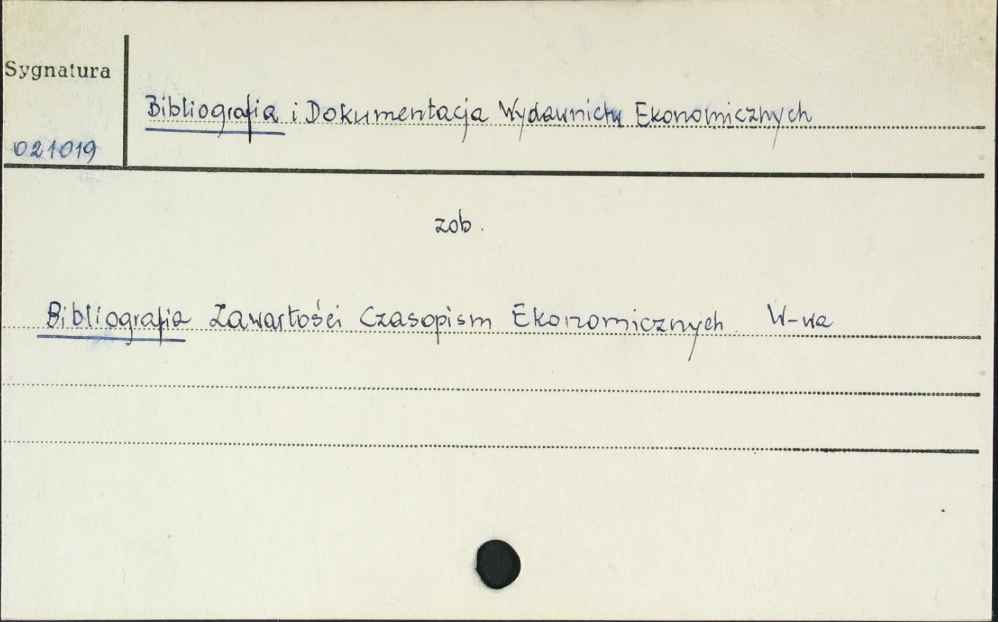 Sygnatura
Bibliografia i Dokumentacja Wydawnictw Ekonomicznych
021019
zob.
Bibliografia Zawartości Czasopism Ekonomicznych W-wa